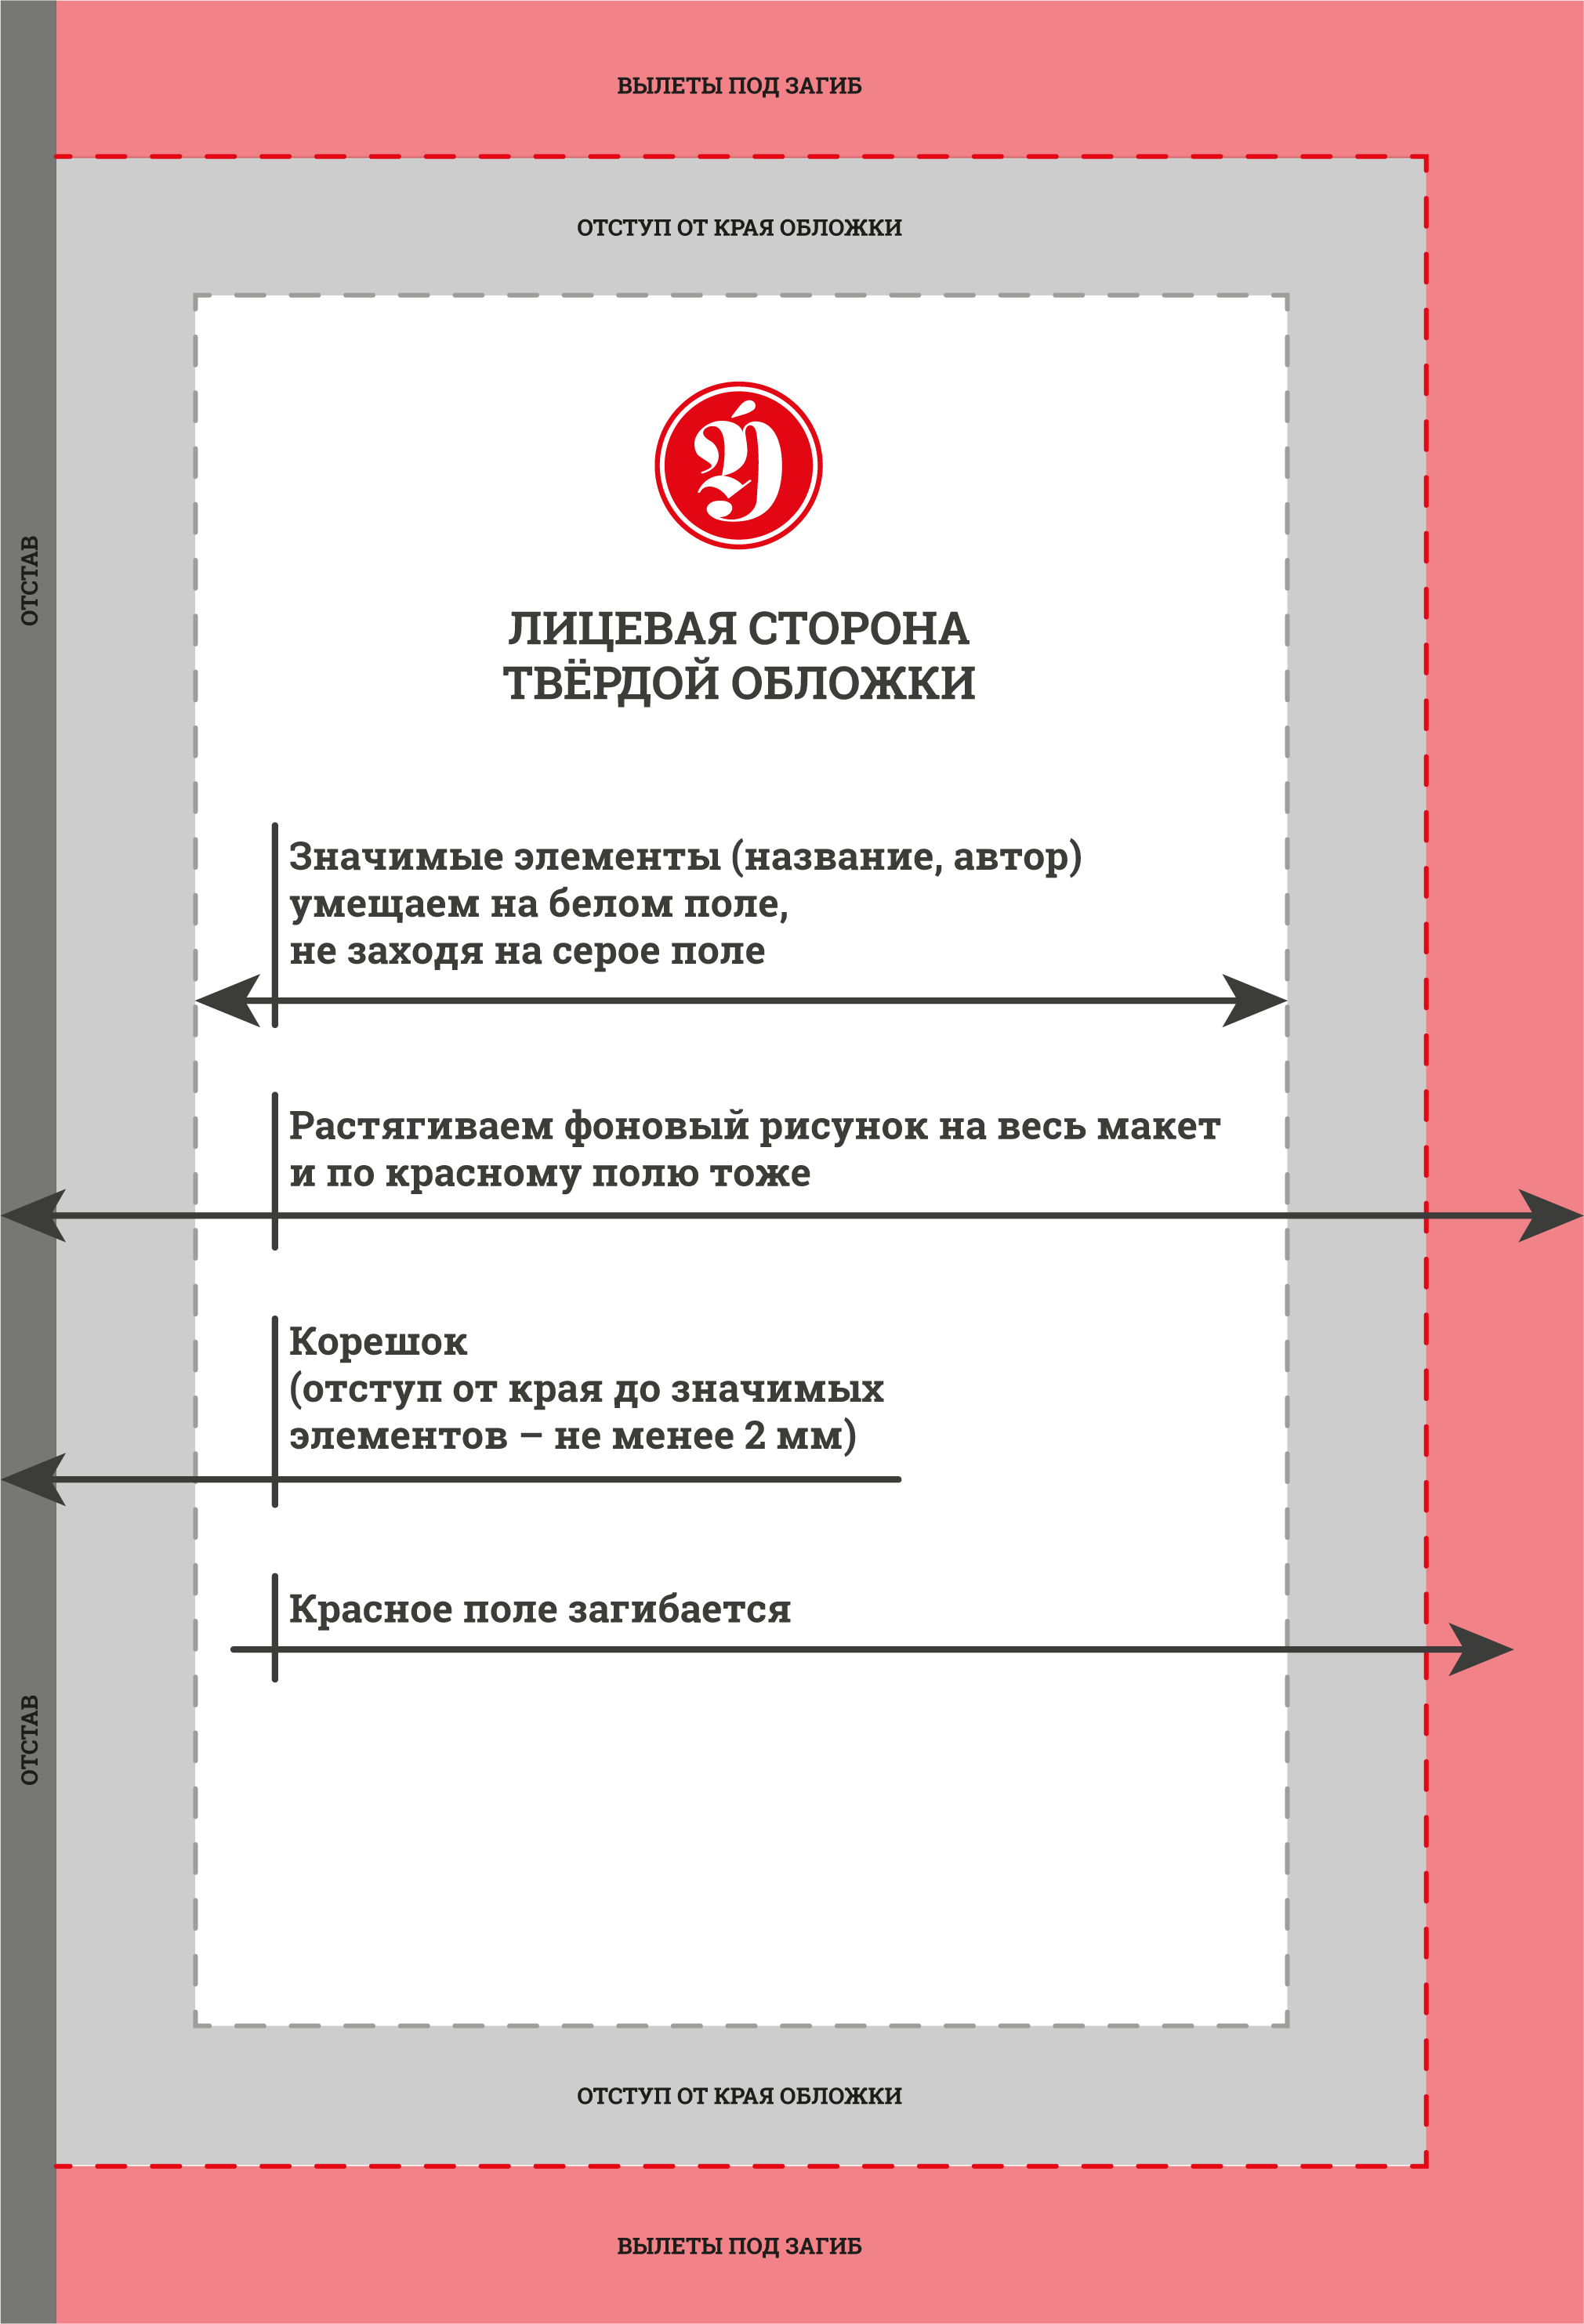 ВЫЛЕТЫ ПОД ЗАГИБ
ОТСТУП ОТ КРАЯ ОБЛОЖКИ
ОТСТАВ
ЛИЦЕВАЯ СТОРОНА
ТВЁРДОЙ ОБЛОЖКИ
Значимые элементы (название, автор)
умещаем на белом поле,
не заходя на серое поле
Растягиваем фоновый рисунок на весь макет
и по красному полю тоже
Корешок
(отступ от края до значимых
элементов – не менее 2 мм)
Красное поле загибается
ОТСТАВ
ОТСТУП ОТ КРАЯ ОБЛОЖКИ
ВЫЛЕТЫ ПОД ЗАГИБ